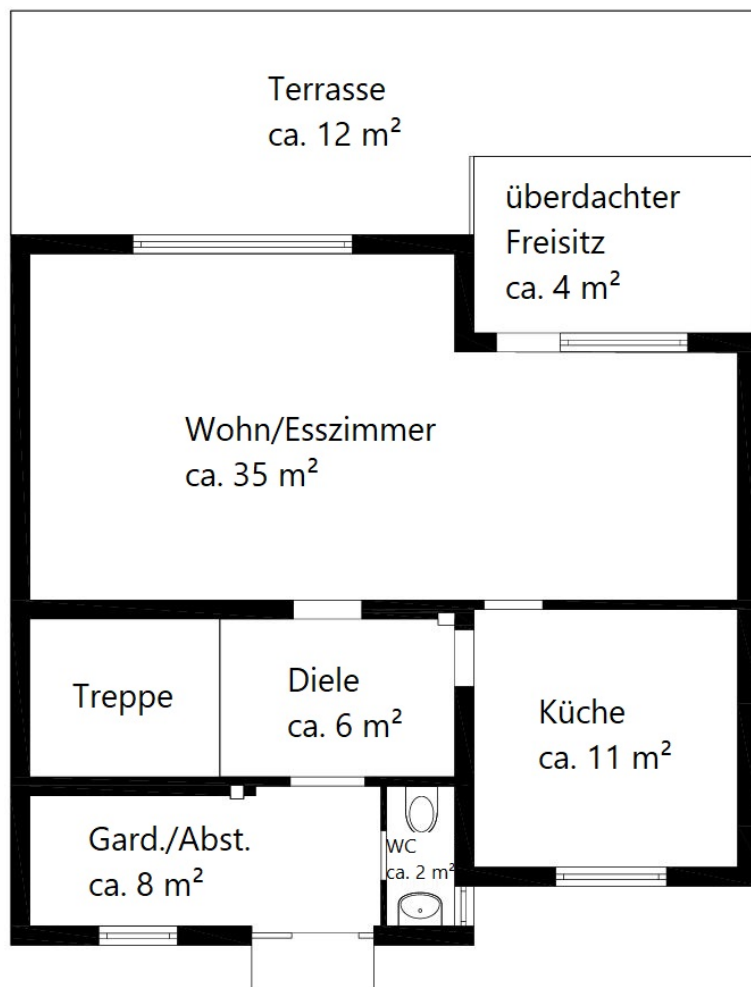 Terrasse
ca. 12 m²
überdachter
Freisitz
ca. 4 m²
Wohn/Esszimmer
ca. 35 m²
Treppe
Diele
ca. 6 m²
Küche
ca. 11 m²
Gard./Abst.
ca. 8 m²
WC
ca. 2 m²